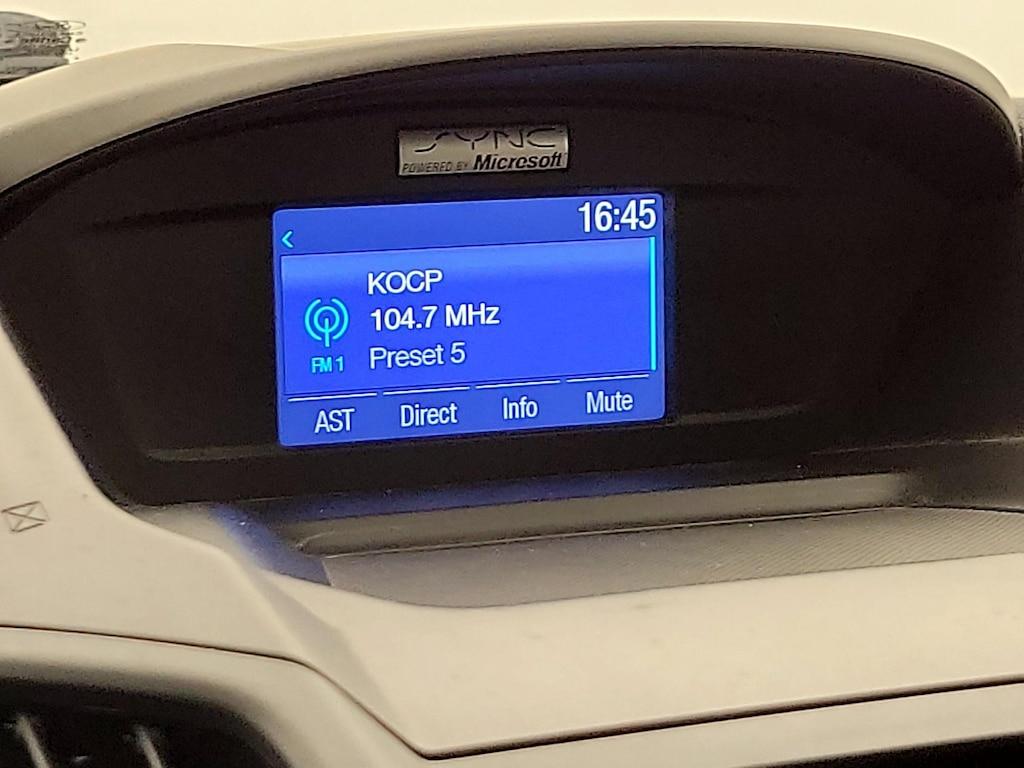 SYNC
POWERED BY Microsoft
16:45
<
KOCP
104.7 MHz
FM 1 Preset 5
AST Direct Info Mute